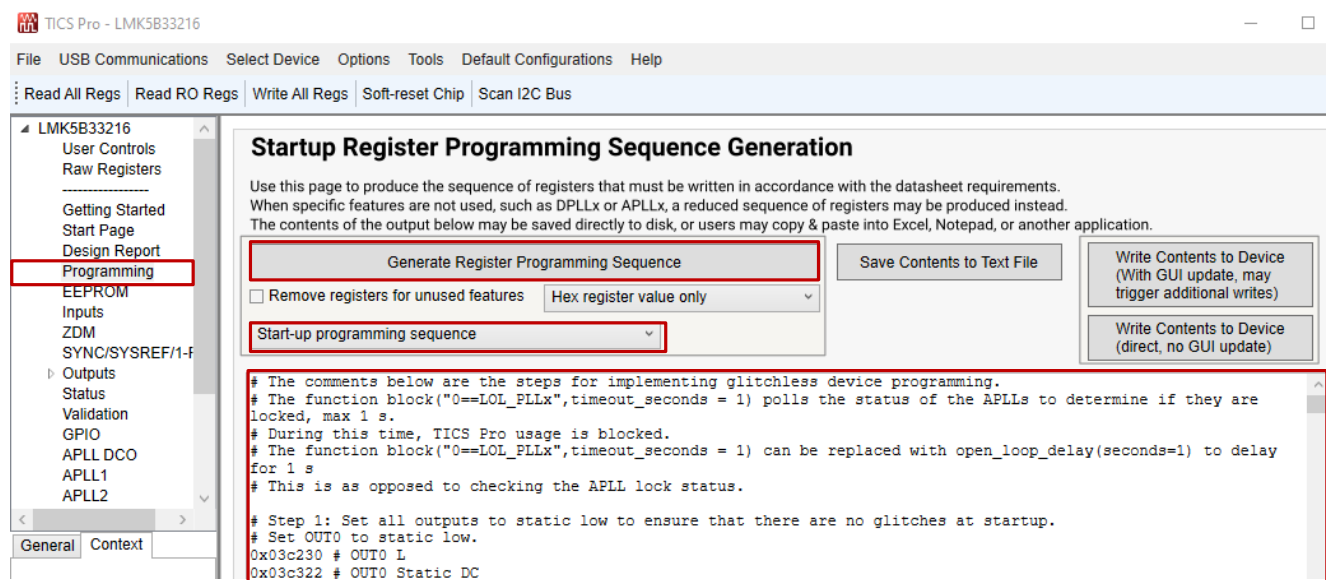 TICS Pro - LMK5B33216
File USB Communications Select Device Options Tools Default Configurations Help
Read All Regs Read RO Regs Write All Regs Soft-reset Chip Scan I2C Bus
LMK5B33216
User Controls
Raw Registers
-----------------
Getting Started
Start Page
Design Report
Programming
EEPROM
Inputs
ZDM
SYNC/SYSREF/1-P
Outputs
Status
Validation
GPIO
APLL DCO
APLL1
APLL2
General Context
Startup Register Programming Sequence Generation
Use this page to produce the sequence of registers that must be written in accordance with the datasheet requirements.
When specific features are not used, such as DPLLx or APLLx, a reduced sequence of registers may be produced instead.
The contents of the output below may be saved directly to disk, or users may copy & paste into Excel, Notepad, or another application.
Generate Register Programming Sequence
Save Contents to Text File
Write Contents to Device
(With GUI update, may
trigger additional writes)
Remove registers for unused features
Hex register value only
Start-up programming sequence
Write Contents to Device
(direct, no GUI update)
# The comments below are the steps for implementing glitchless device programming.
# The function block("0==LOL_PLLx",timeout_seconds = 1) polls the status of the APLLs to determine if they are
locked, max 1 s.
# During this time, TICS Pro usage is blocked.
# The function block("0==LOL_PLLx",timeout_seconds = 1) can be replaced with open_loop_delay(seconds=1) to delay
for 1 s
# This is as opposed to checking the APLL lock status.
# Step 1: Set all outputs to static low to ensure that there are no glitches at startup.
# Set OUT0 to static low.
0x03c230 # OUT0 L
0x03c322 # OUT0 Static DC